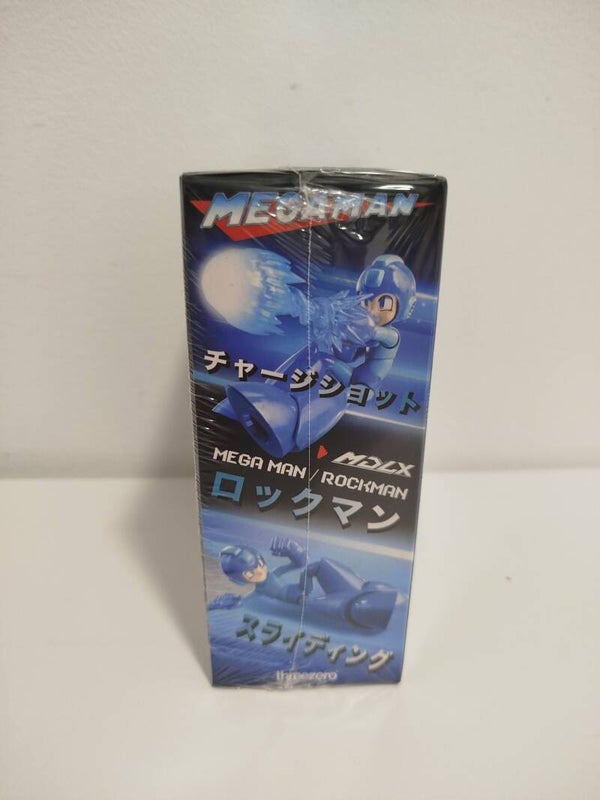 MEGAMAN
チャージショット
MDLX
MEGA MAN / ROCKMAN
ロックマン
スライディング
threezero